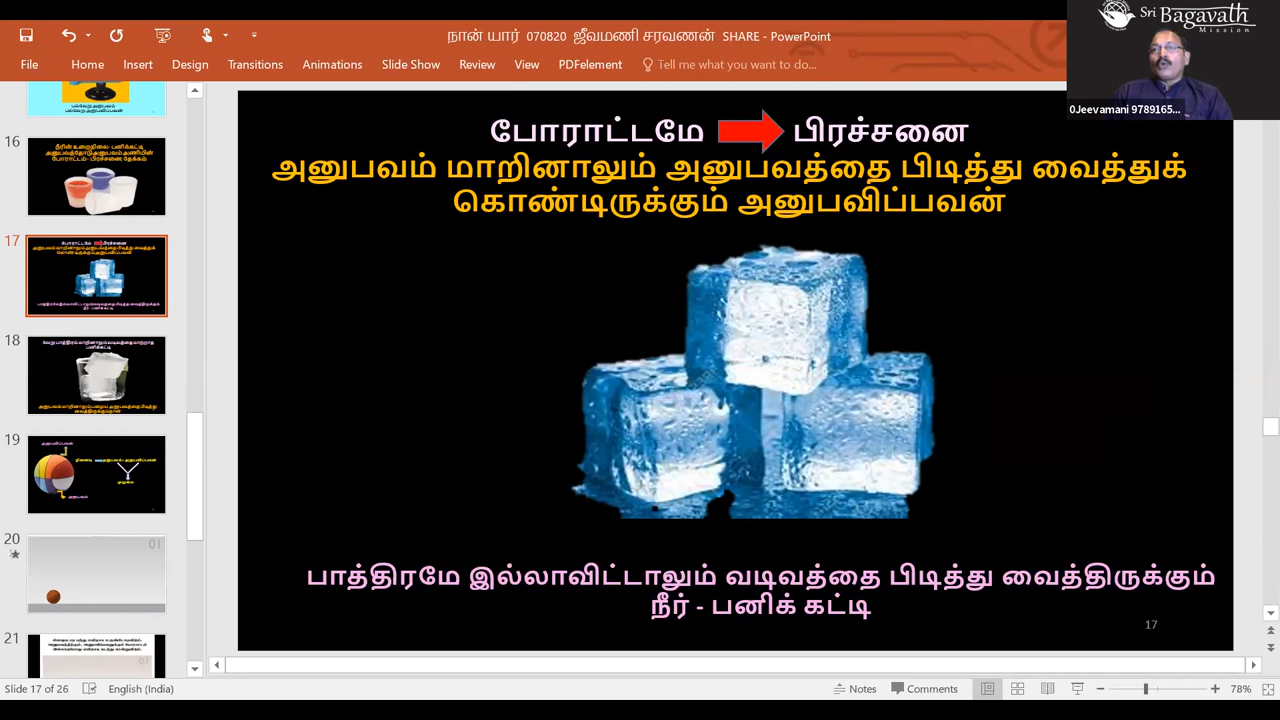 Sri Bagavath
Mission
நான் யார் 070820 ஜீவமணி சரவணன் SHARE - PowerPoint
File Home Insert Design Transitions Animations Slide Show Review View PDFelement Tell me what you want to do...
0Jeevamani 9789165...
போராட்டமே பிரச்சனை
அனுபவம் மாறினாலும் அனுபவத்தை பிடித்து வைத்துக்
கொண்டிருக்கும் அனுபவிப்பவன்
பாத்திரமே இல்லாவிட்டாலும் வடிவத்தை பிடித்து வைத்திருக்கும்
நீர் - பனிக் கட்டி
17
16
17
18
19
20
21
01
Slide 17 of 26 English (India) Notes Comments 78%